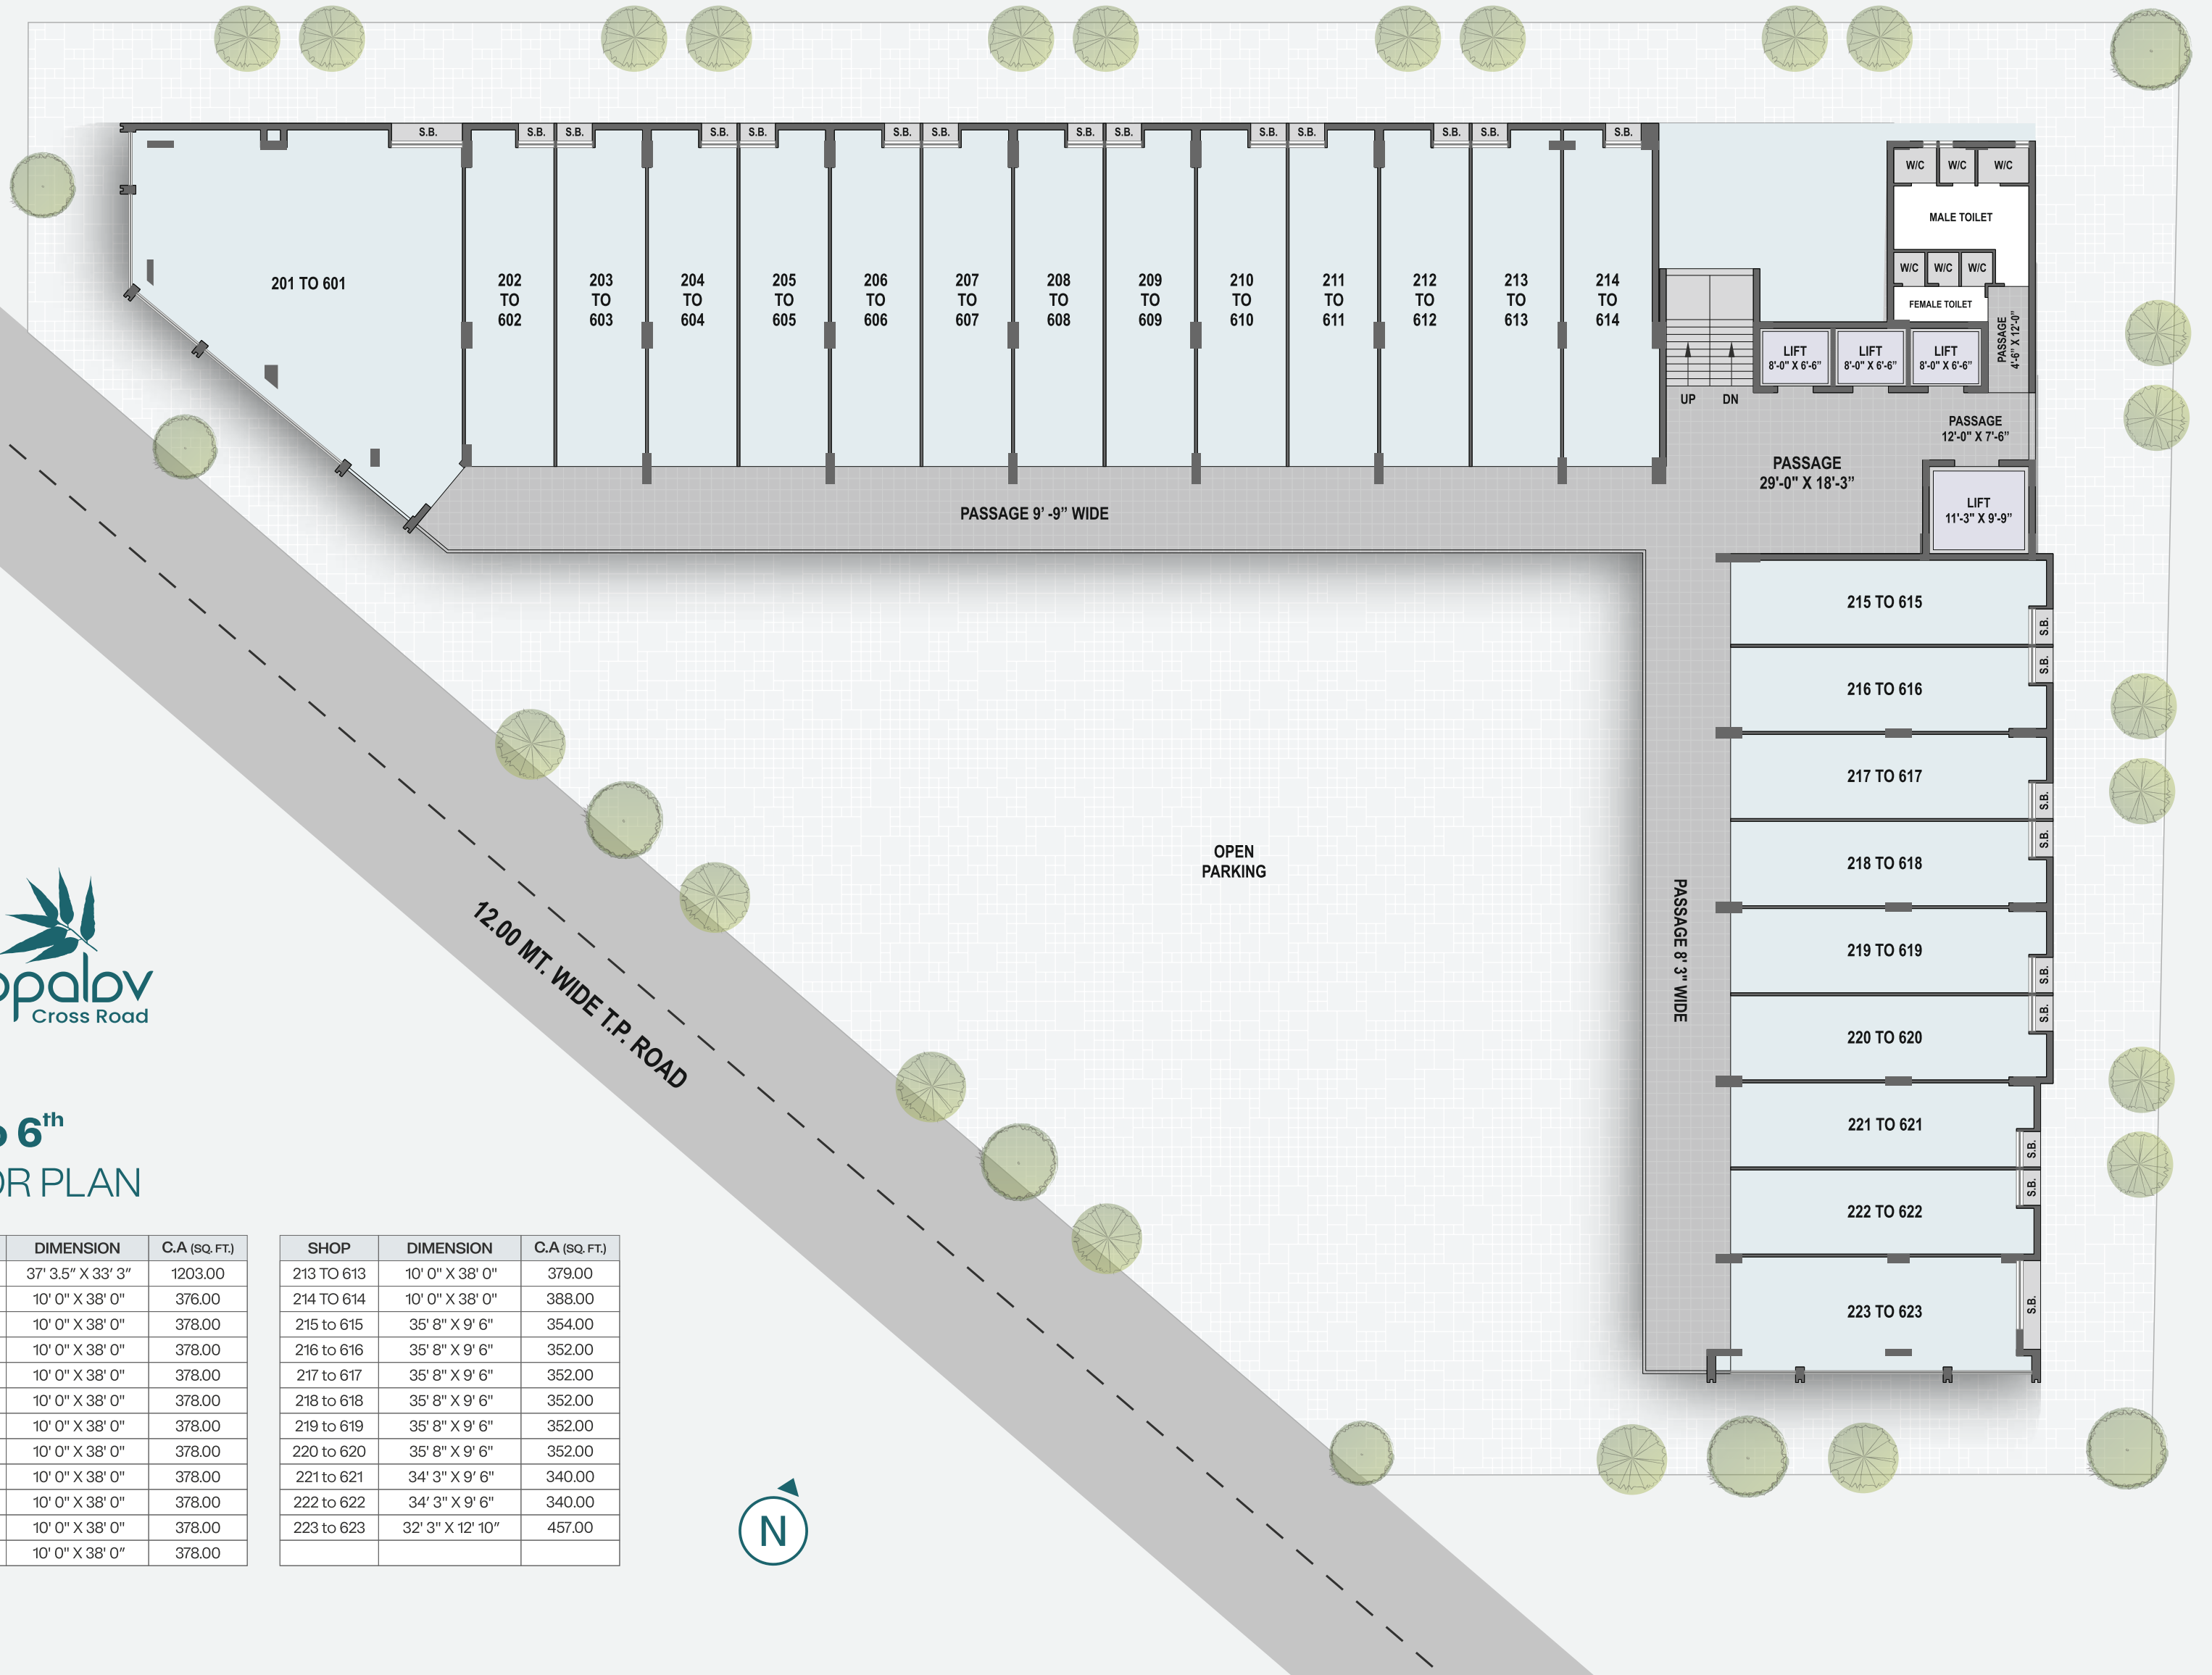 S.B.
S.B.
S.B.
S.B.
S.B.
S.B.
S.B.
S.B.
S.B.
S.B.
S.B.
S.B.
S.B.
S.B.
W/C
W/C
W/C
MALE TOILET
W/C
W/C
W/C
FEMALE TOILET
PASSAGE
4'-6" X 12'-0"
201 TO 601
202
TO
602
203
TO
603
204
TO
604
205
TO
605
206
TO
606
207
TO
607
208
TO
608
209
TO
609
210
TO
610
211
TO
611
212
TO
612
213
TO
613
214
TO
614
LIFT
8'-0" X 6'-6"
LIFT
8'-0" X 6'-6"
LIFT
8'-0" X 6'-6"
UP
DN
PASSAGE
12'-0" X 7'-6"
PASSAGE
29'-0" X 18'-3"
LIFT
11'-3" X 9'-9"
PASSAGE 9' -9" WIDE
215 TO 615
S.B.
216 TO 616
S.B.
217 TO 617
S.B.
218 TO 618
S.B.
219 TO 619
S.B.
220 TO 620
S.B.
221 TO 621
S.B.
222 TO 622
S.B.
223 TO 623
S.B.
PASSAGE 8' 3" WIDE
OPEN
PARKING
12.00 MT. WIDE T.P. ROAD
Cross Road
6th
PLAN
DIMENSION C.A (SQ. FT.)
37' 3.5" X 33' 3" 1203.00
10' 0" X 38' 0" 376.00
10' 0" X 38' 0" 378.00
10' 0" X 38' 0" 378.00
10' 0" X 38' 0" 378.00
10' 0" X 38' 0" 378.00
10' 0" X 38' 0" 378.00
10' 0" X 38' 0" 378.00
10' 0" X 38' 0" 378.00
10' 0" X 38' 0" 378.00
10' 0" X 38' 0" 378.00
10' 0" X 38' 0" 378.00
SHOP DIMENSION C.A (SQ. FT.)
213 TO 613 10' 0" X 38' 0" 379.00
214 TO 614 10' 0" X 38' 0" 388.00
215 to 615 35' 8" X 9' 6" 354.00
216 to 616 35' 8" X 9' 6" 352.00
217 to 617 35' 8" X 9' 6" 352.00
218 to 618 35' 8" X 9' 6" 352.00
219 to 619 35' 8" X 9' 6" 352.00
220 to 620 35' 8" X 9' 6" 352.00
221 to 621 34' 3" X 9' 6" 340.00
222 to 622 34' 3" X 9' 6" 340.00
223 to 623 32' 3" X 12' 10" 457.00
N